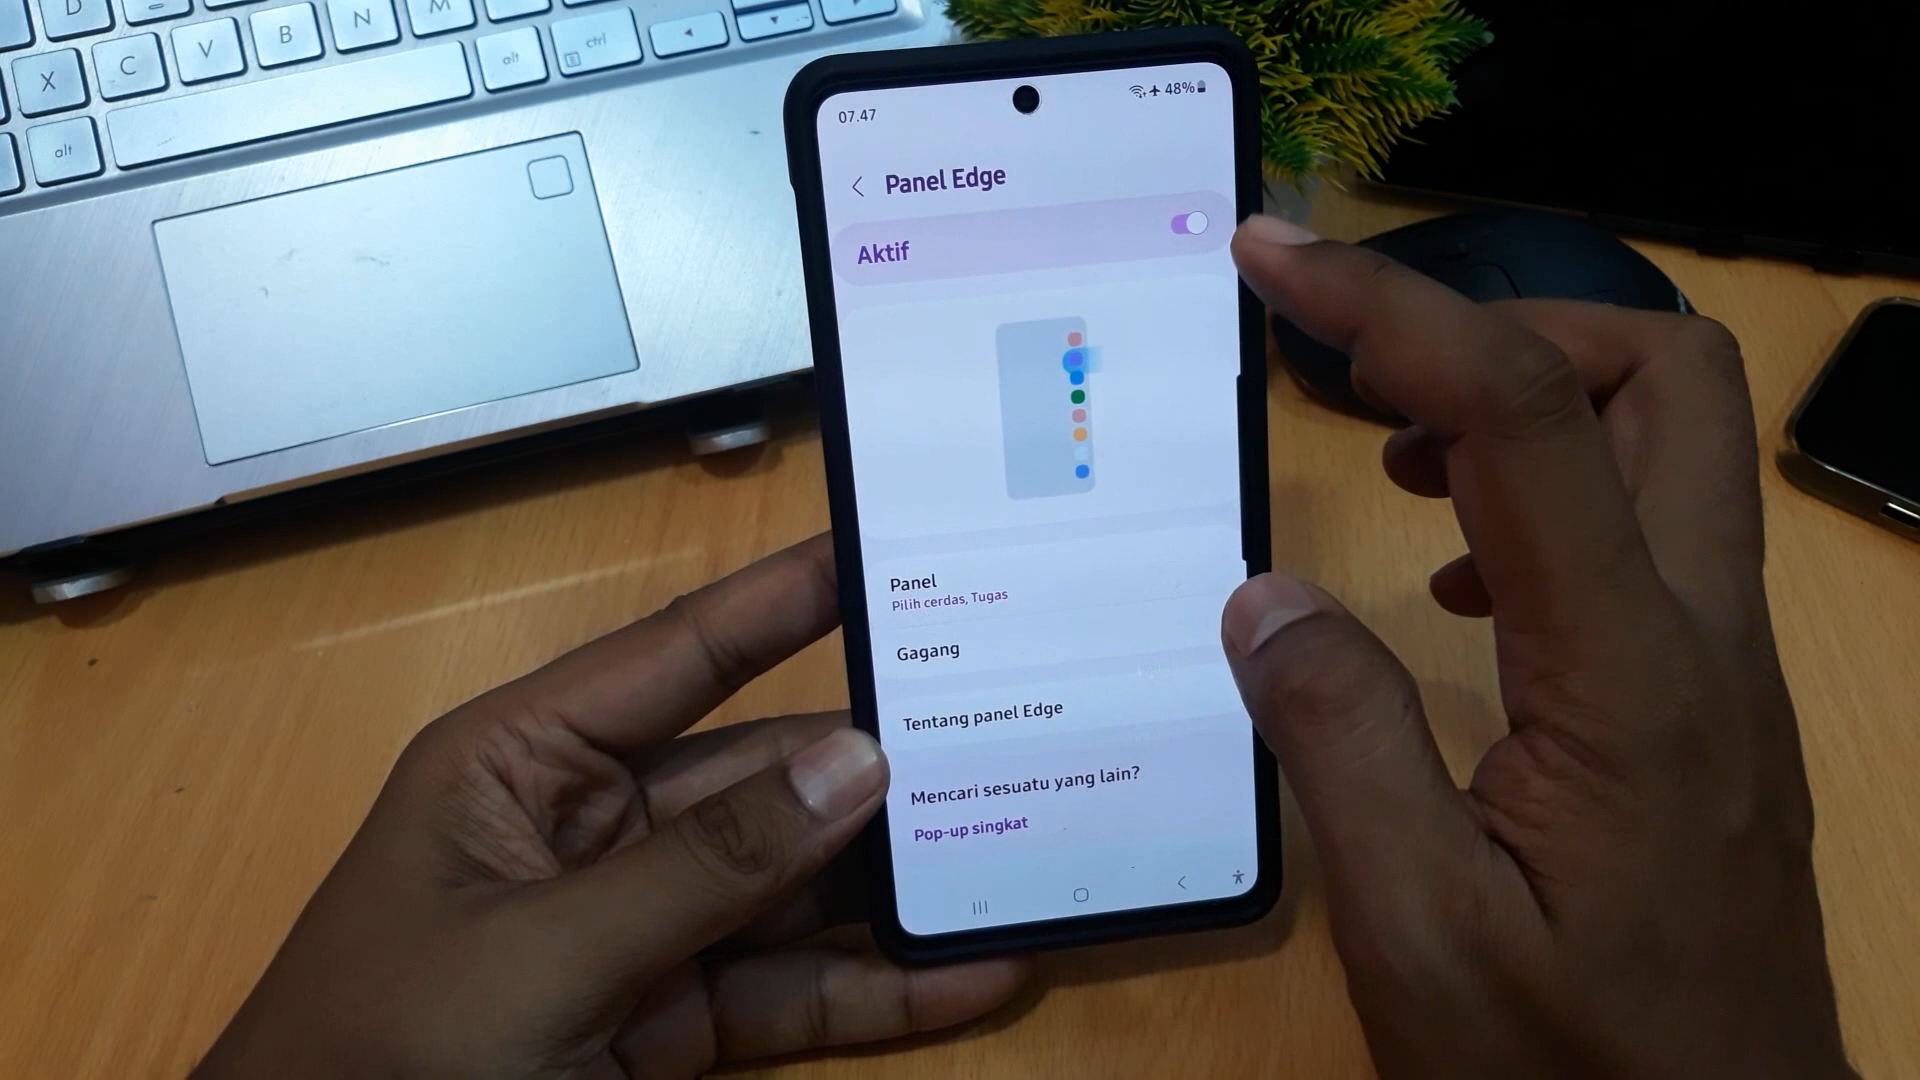 D
X
C
V
B
N
M
alt
alt
ctrl
07.47
48%
Panel Edge
Aktif
Panel
Pilih cerdas, Tugas
Gagang
Tentang panel Edge
Mencari sesuatu yang lain?
Pop-up singkat